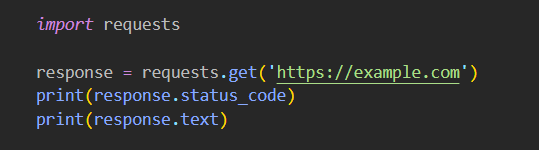 import requests
response = requests.get('https://example.com')
print(response.status_code)
print(response.text)